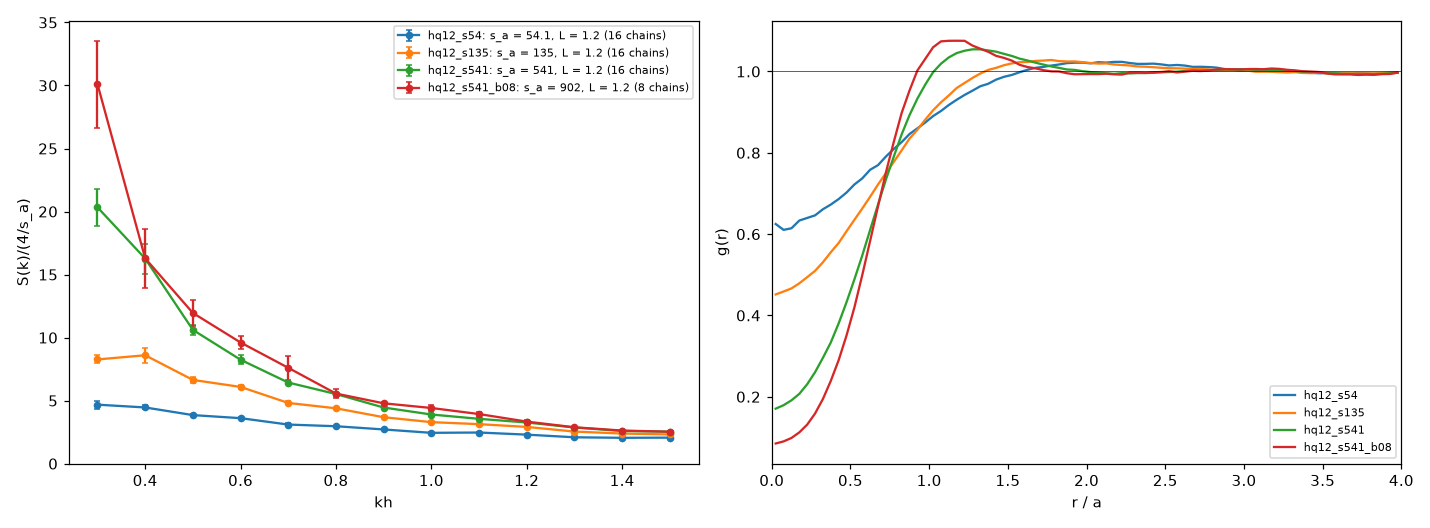 35
30
25
20
15
10
5
0
S(k)/(4/s_a)
0.4
0.6
0.8
1.0
1.2
1.4
kh
hq12_s54: s_a = 54.1, L = 1.2 (16 chains)
hq12_s135: s_a = 135, L = 1.2 (16 chains)
hq12_s541: s_a = 541, L = 1.2 (16 chains)
hq12_s541_b08: s_a = 902, L = 1.2 (8 chains)
1.0
0.8
0.6
0.4
0.2
g(r)
0.0
0.5
1.0
1.5
2.0
2.5
3.0
3.5
4.0
r / a
hq12_s54
hq12_s135
hq12_s541
hq12_s541_b08